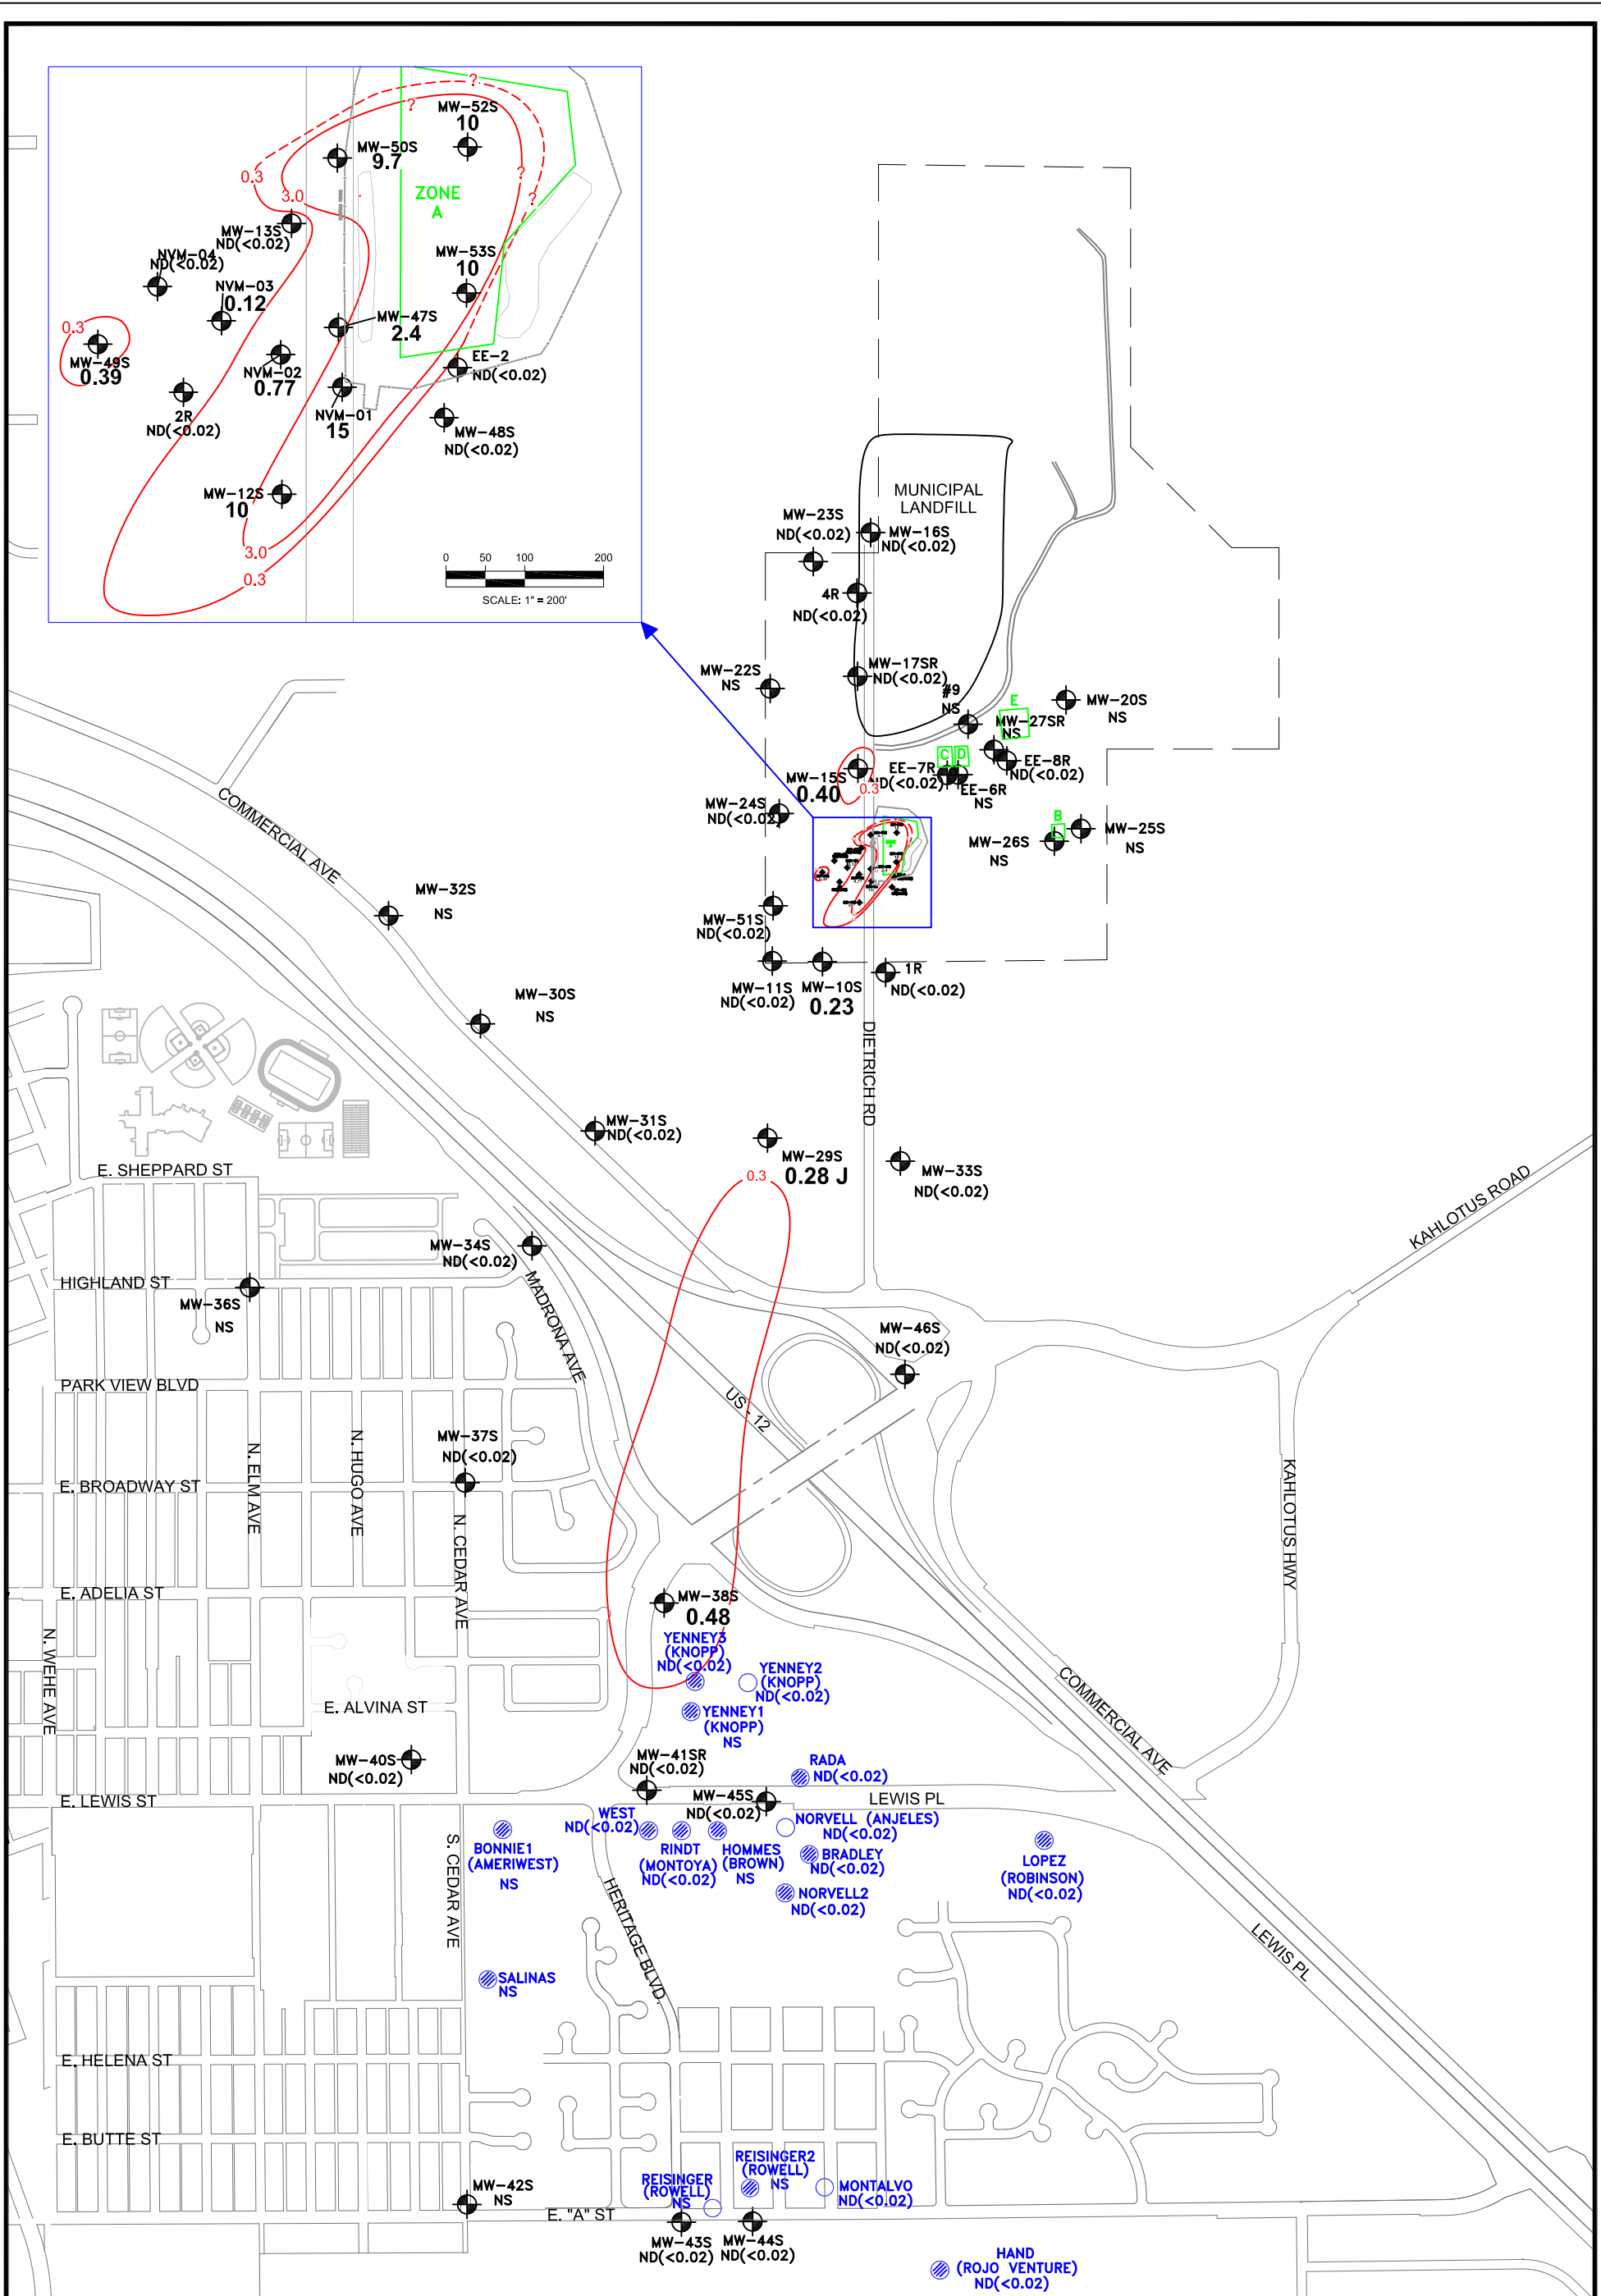 ?
?
MW-52S
10
MW-50S
9.7
0.3
3.0
?
?
ZONE
A
MW-13S
ND(<0.02)
NVM-04
ND(<0.02)
MW-53S
10
NVM-03
0.12
0.3
MW-47S
2.4
MW-49S
0.39
NVM-02
0.77
EE-2
ND(<0.02)
2R
ND(<0.02)
NVM-01
15
MW-48S
ND(<0.02)
MW-12S
10
3.0
0.3
0 50 100 200
SCALE: 1" = 200'
MUNICIPAL
LANDFILL
MW-23S
ND(<0.02)
MW-16S
ND(<0.02)
4R
ND(<0.02)
MW-22S
NS
MW-17SR
ND(<0.02)
#9
NS
E
MW-20S
NS
MW-27SR
NS
C D
EE-7R
ND(<0.02)
EE-8R
ND(<0.02)
EE-6R
NS
MW-15S
0.40
0.3
MW-24S
ND(<0.02)
B
MW-25S
NS
MW-26S
NS
COMMERCIAL AVE
MW-32S
NS
MW-51S
ND(<0.02)
MW-11S
ND(<0.02)
MW-10S
0.23
1R
ND(<0.02)
MW-30S
NS
DIETRICH RD
MW-31S
ND(<0.02)
MW-29S
0.28 J
0.3
MW-33S
ND(<0.02)
E. SHEPPARD ST
KAHLOTUS ROAD
MW-34S
ND(<0.02)
HIGHLAND ST
MW-36S
NS
MADRONA AVE
MW-46S
ND(<0.02)
PARK VIEW BLVD
US - 12
MW-37S
ND(<0.02)
N. ELM AVE
N. HUGO AVE
E. BROADWAY ST
KAHLOTUS HWY
N. CEDAR AVE
E. ADELIA ST
MW-38S
0.48
N. WEHE AVE
YENNEY3
(KNOPP)
ND(<0.02)
YENNEY2
(KNOPP)
ND(<0.02)
YENNEY1
(KNOPP)
NS
COMMERCIAL AVE
E. ALVINA ST
MW-40S
ND(<0.02)
MW-41SR
ND(<0.02)
RADA
ND(<0.02)
MW-45S
ND(<0.02)
E. LEWIS ST
LEWIS PL
WEST
ND(<0.02)
NORVELL (ANJELES)
ND(<0.02)
BONNIE1
(AMERIWEST)
NS
RINDT
(MONTOYA)
ND(<0.02)
HOMMES
(BROWN)
NS
BRADLEY
ND(<0.02)
LOPEZ
(ROBINSON)
ND(<0.02)
S. CEDAR AVE
NORVELL2
ND(<0.02)
HERITAGE BLVD.
LEWIS PL
SALINAS
NS
E. HELENA ST
E. BUTTE ST
MW-42S
NS
REISINGER
(ROWELL)
NS
REISINGER2
(ROWELL)
NS
MONTALVO
ND(<0.02)
E. "A" ST
MW-43S
ND(<0.02)
MW-44S
ND(<0.02)
HAND
(ROJO VENTURE)
ND(<0.02)